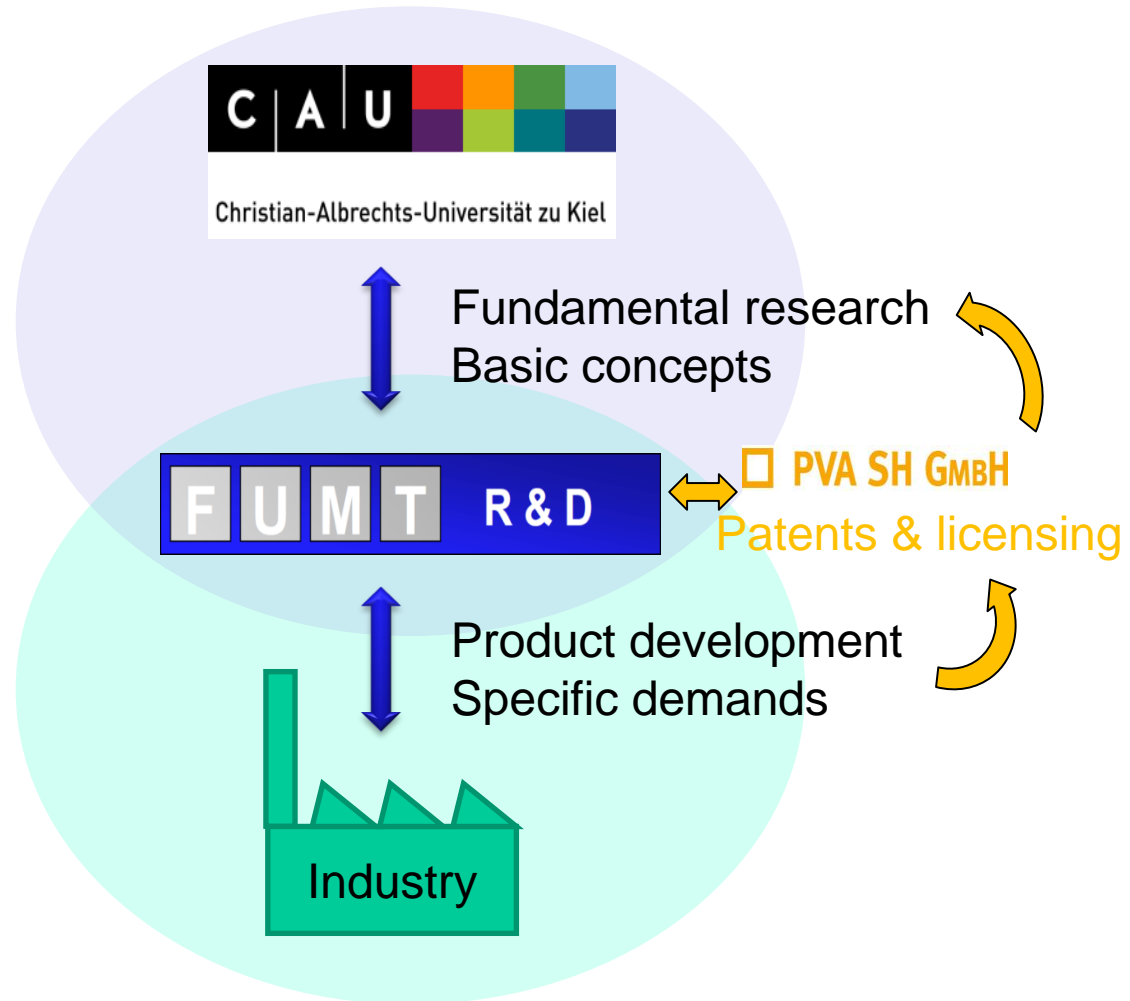 C A U
Christian-Albrechts-Universität zu Kiel
Fundamental research
Basic concepts
F U M T R & D
PVA SH GMBH
Patents & licensing
Product development
Specific demands
Industry